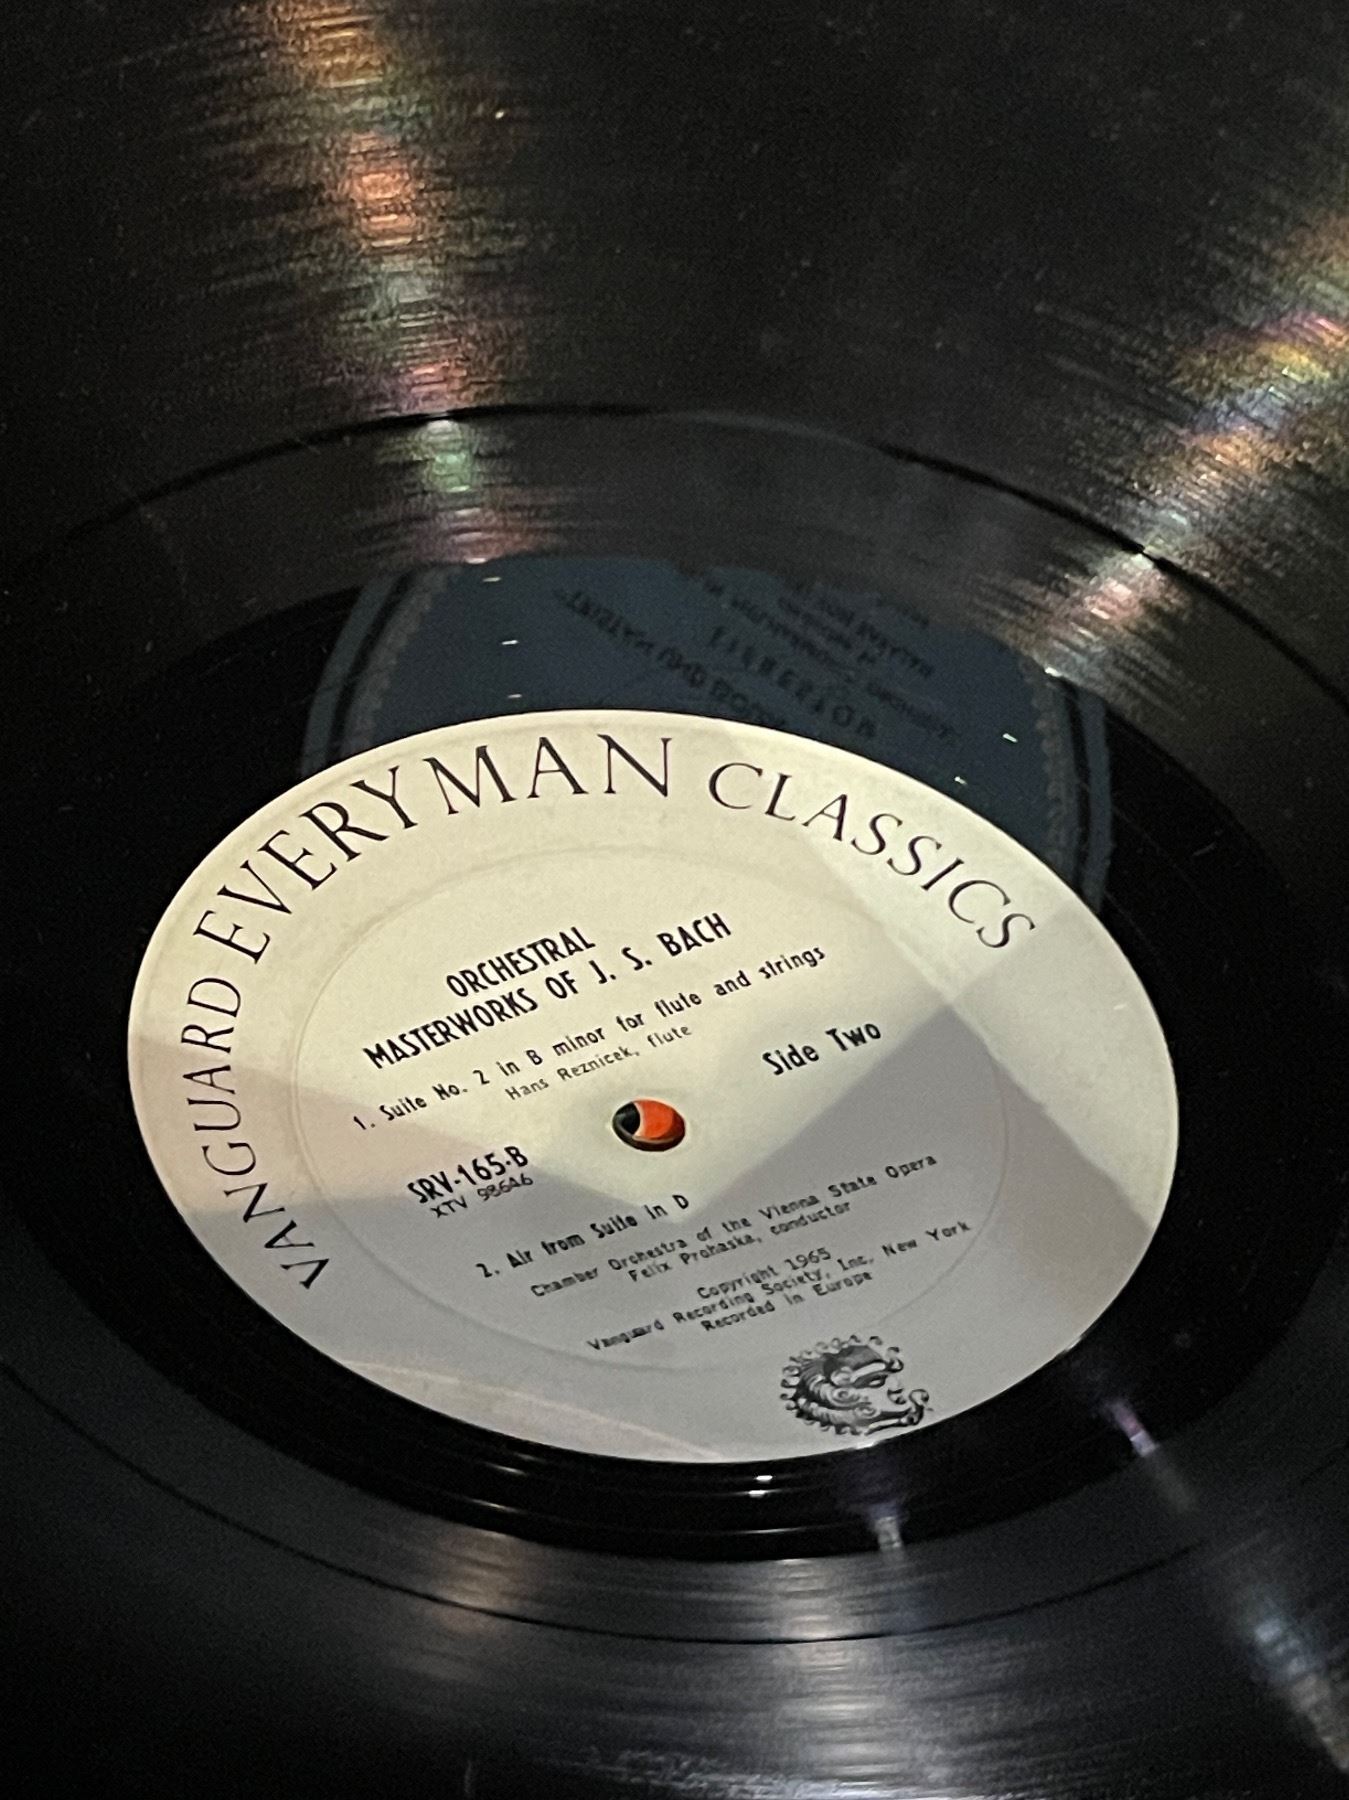 VANGUARD EVERYMAN CLASSICS
ORCHESTRAL
MASTERWORKS OF J. S. BACH
1. Suite No. 2 in B minor for flute and strings
Hans Reznicek, flute
Side Two
SRV-165-B
XTV 98646
2. Air from Suite in D
Chamber Orchestra of the Vienna State Opera
Felix Prohaska, conductor
Copyright 1965
Vanguard Recording Society, Inc. New York
Recorded in Europe